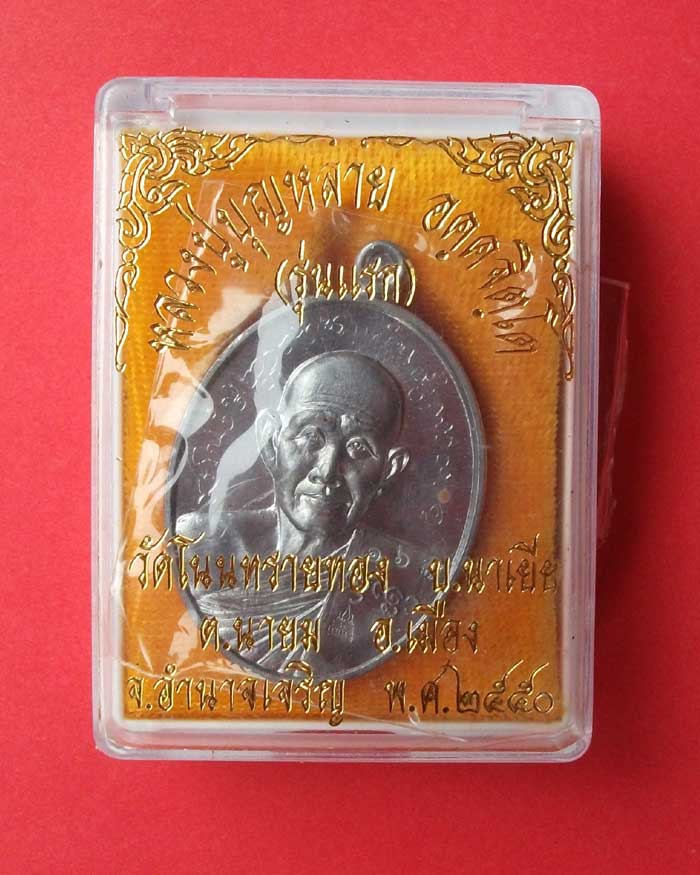 หลวงปู่บุญหลาย อคฺคจิตฺโต
(รุ่นแรก)
วัดโนนทรายทอง บ.นาเยีย
ต.นายม อ.เมือง
จ.อำนาจเจริญ พ.ศ.๒๕๕๐